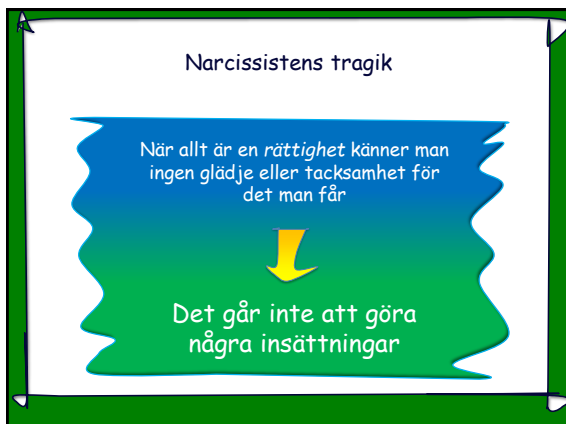 Narcissistens tragik
När allt är en rättighet känner man
ingen glädje eller tacksamhet för
det man får
Det går inte att göra
några insättningar